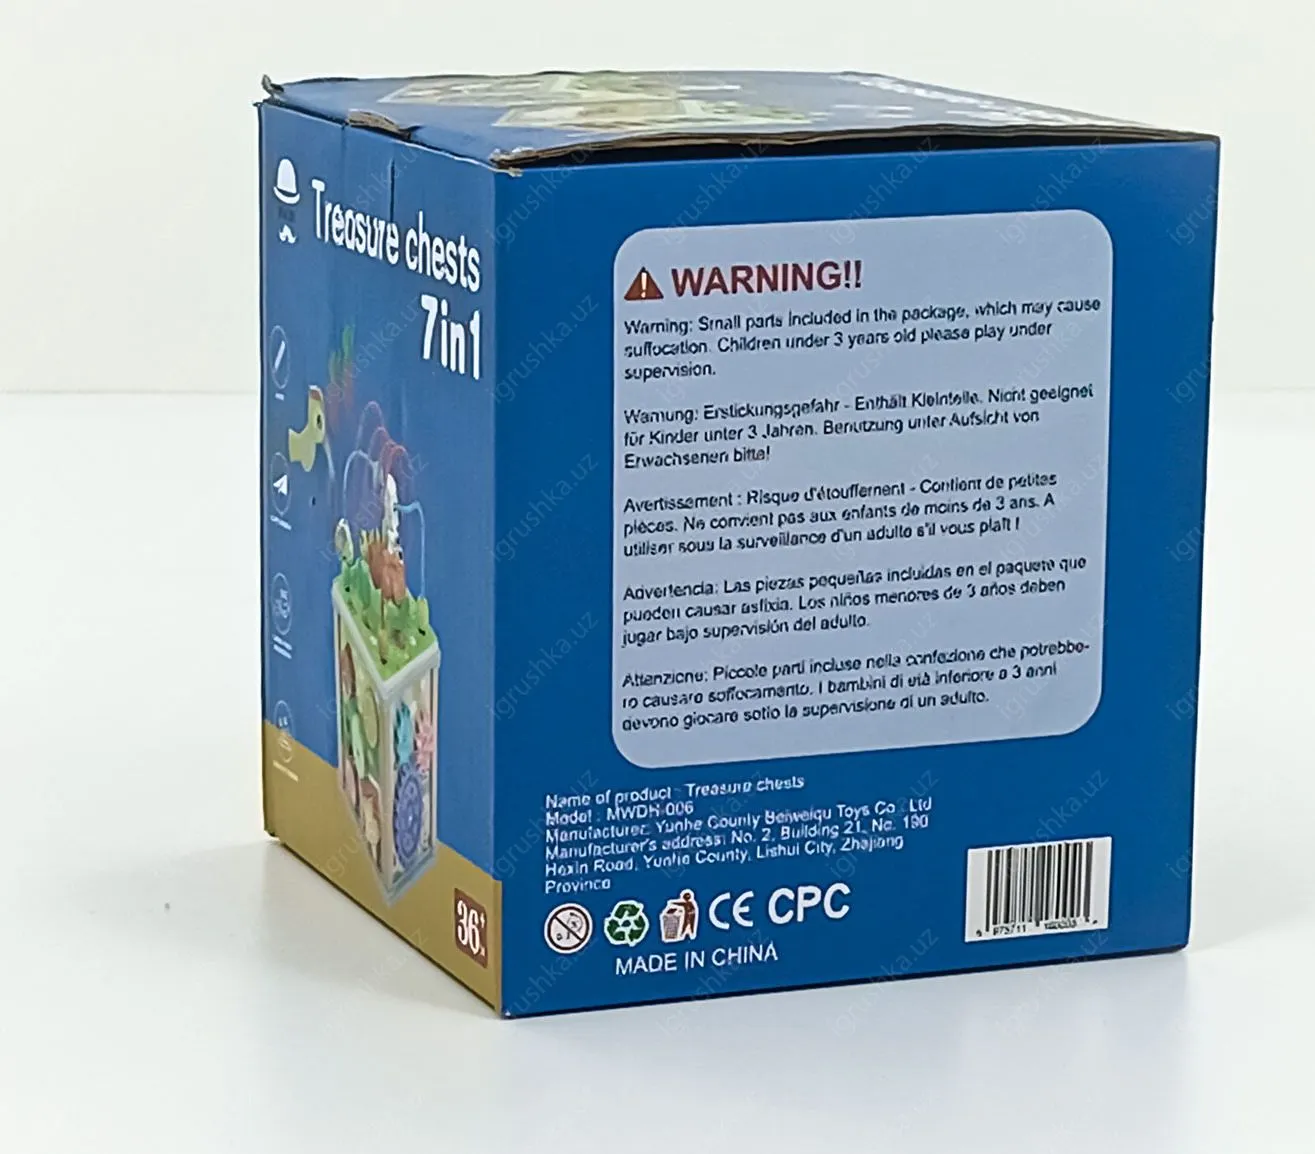 Treasure chests
7in1
36+
WARNING!!
Warning: Small parts included in the package, which may cause
suffocation. Children under 3 years old please play under
supervision.
Warnung: Erstickungsgefahr - Enthält Kleinteile. Nicht geeignet
für Kinder unter 3 Jahren. Benutzung unter Aufsicht von
Erwachsenen bitte!
Avertissement : Risque d'étouffement - Contient de petites
pièces. Ne convient pas aux enfants de moins de 3 ans. A
utiliser sous la surveillance d'un adulte s'il vous plaît !
Advertencia: Las piezas pequeñas incluidas en el paquete que
pueden causar asfixia. Los niños menores de 3 años deben
jugar bajo supervisión del adulto.
Attenzione: Piccole parti incluse nella confezione che potrebbe-
ro causare soffocamento. I bambini di età inferiore a 3 anni
devono giocare sotto la supervisione di un adulto.
Name of product : Treasure chests
Model : MWDH-006
Manufacturer: Yunhe County Beiweiqu Toys Co., Ltd
Manufacturer's address: No. 2, Building 21, No. 190
Hexin Road, Yunhe County, Lishui City, Zhejiang
Province
CE CPC
MADE IN CHINA
igrushka.uz